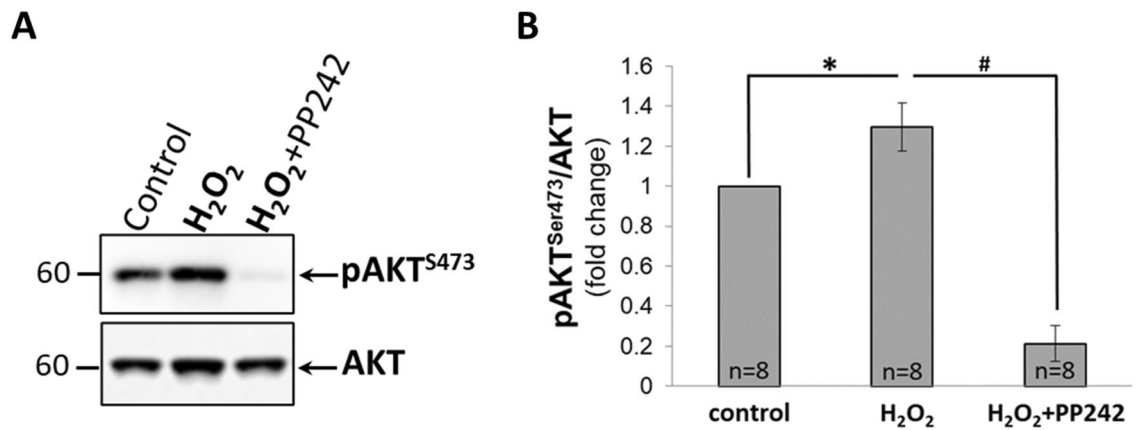 A
Control
H₂O₂
H₂O₂+PP242
60
pAKTS473
60
AKT
B
pAKTSer473/AKT
(fold change)
1.6
1.4
1.2
1
0.8
0.6
0.4
0.2
0
*
#
n=8
n=8
n=8
control
H₂O₂
H₂O₂+PP242